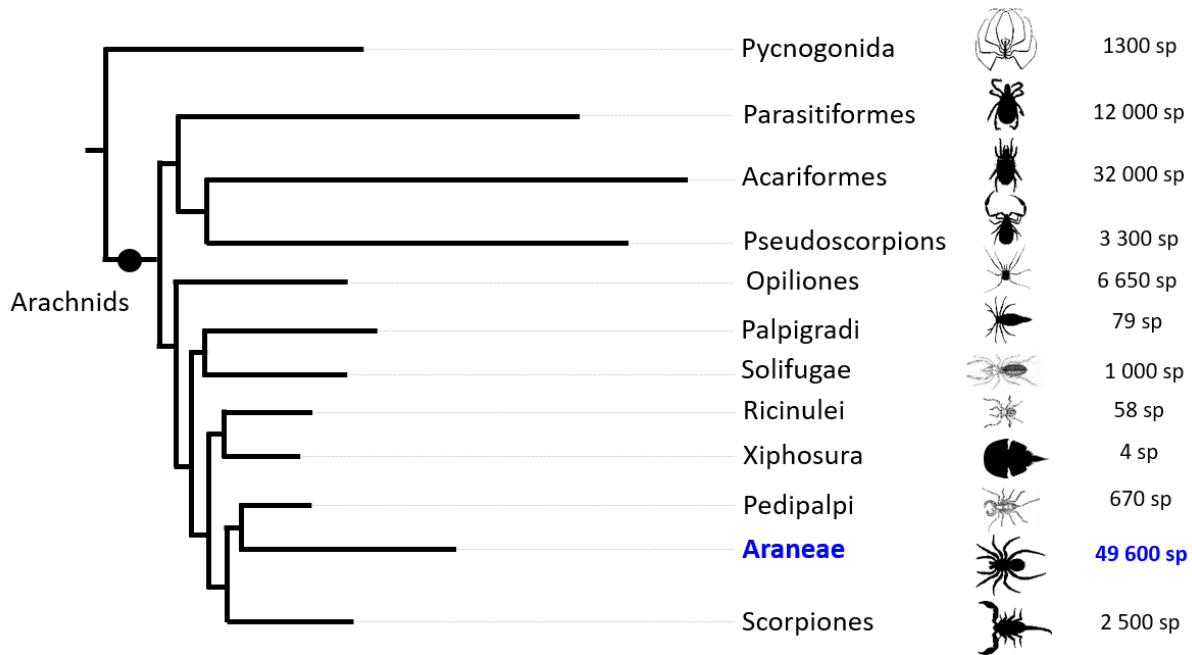 Pycnogonida 1300 sp
Parasitiformes 12 000 sp
Acariformes 32 000 sp
Pseudoscorpions 3 300 sp
Opiliones 6 650 sp
Arachnids
Palpigradi 79 sp
Solifugae 1 000 sp
Ricinulei 58 sp
Xiphosura 4 sp
Pedipalpi 670 sp
Araneae 49 600 sp
Scorpiones 2 500 sp